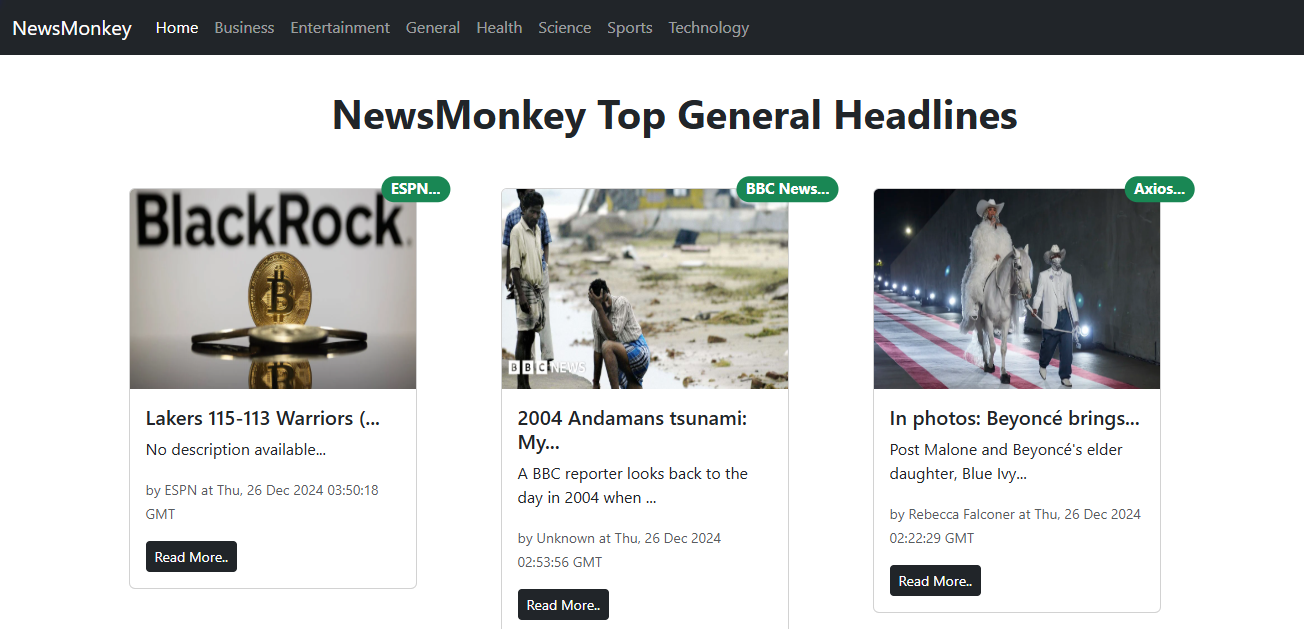 NewsMonkey Home Business Entertainment General Health Science Sports Technology
NewsMonkey Top General Headlines
ESPN...
BlackRock.
Lakers 115-113 Warriors (...
No description available...
by ESPN at Thu, 26 Dec 2024 03:50:18
GMT
Read More..
BBC News...
BBC NEWS
2004 Andamans tsunami:
My...
A BBC reporter looks back to the
day in 2004 when ...
by Unknown at Thu, 26 Dec 2024
02:53:56 GMT
Read More..
Axios...
In photos: Beyoncé brings...
Post Malone and Beyoncé's elder
daughter, Blue Ivy...
by Rebecca Falconer at Thu, 26 Dec 2024
02:22:29 GMT
Read More..